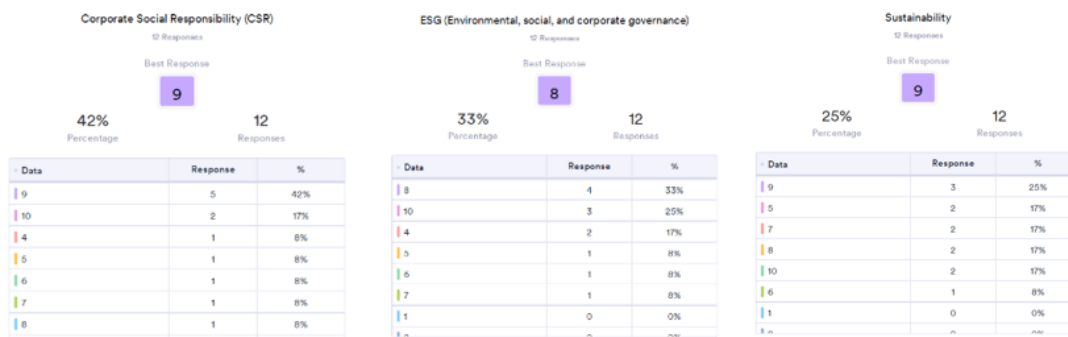 Corporate Social Responsibility (CSR)
12 Responses
Best Response
9
42%
Percentage
12
Responses
Data Response %
9 5 42%
10 2 17%
4 1 8%
5 1 8%
6 1 8%
7 1 8%
8 1 8%
ESG (Environmental, social, and corporate governance)
12 Responses
Best Response
8
33%
Percentage
12
Responses
Data Response %
8 4 33%
10 3 25%
4 2 17%
5 1 8%
6 1 8%
7 1 8%
1 0 0%
Sustainability
12 Responses
Best Response
9
25%
Percentage
12
Responses
Data Response %
9 3 25%
5 2 17%
7 2 17%
8 2 17%
10 2 17%
6 1 8%
1 0 0%